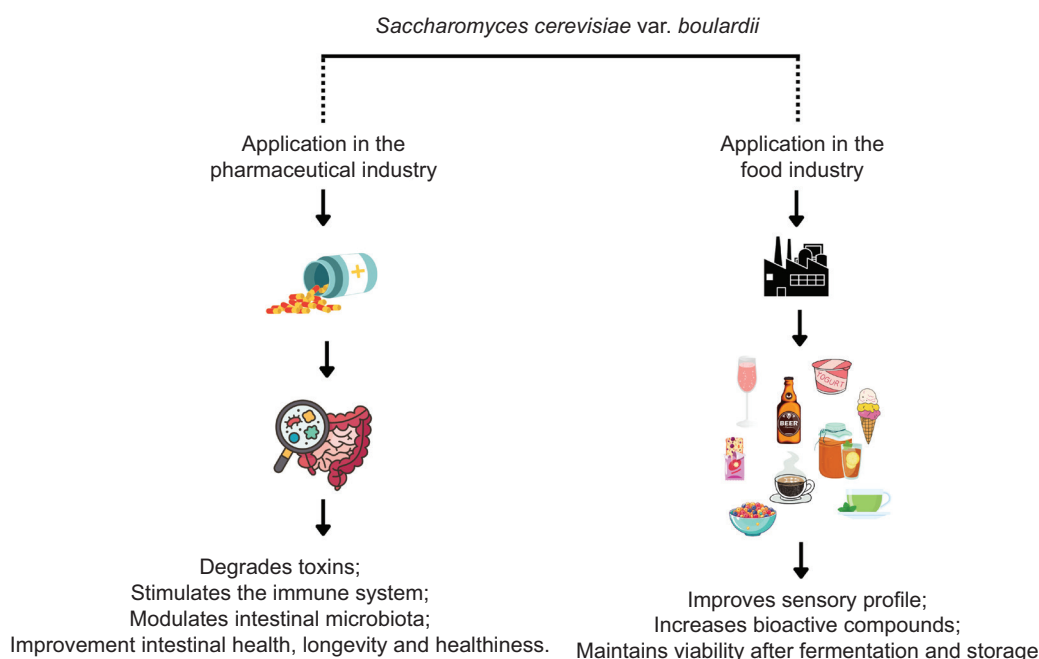 Saccharomyces cerevisiae var. boulardii
Application in the
pharmaceutical industry
Application in the
food industry
YOGURT
BEER
Degrades toxins;
Stimulates the immune system;
Modulates intestinal microbiota;
Improvement intestinal health, longevity and healthiness.
Improves sensory profile;
Increases bioactive compounds;
Maintains viability after fermentation and storage